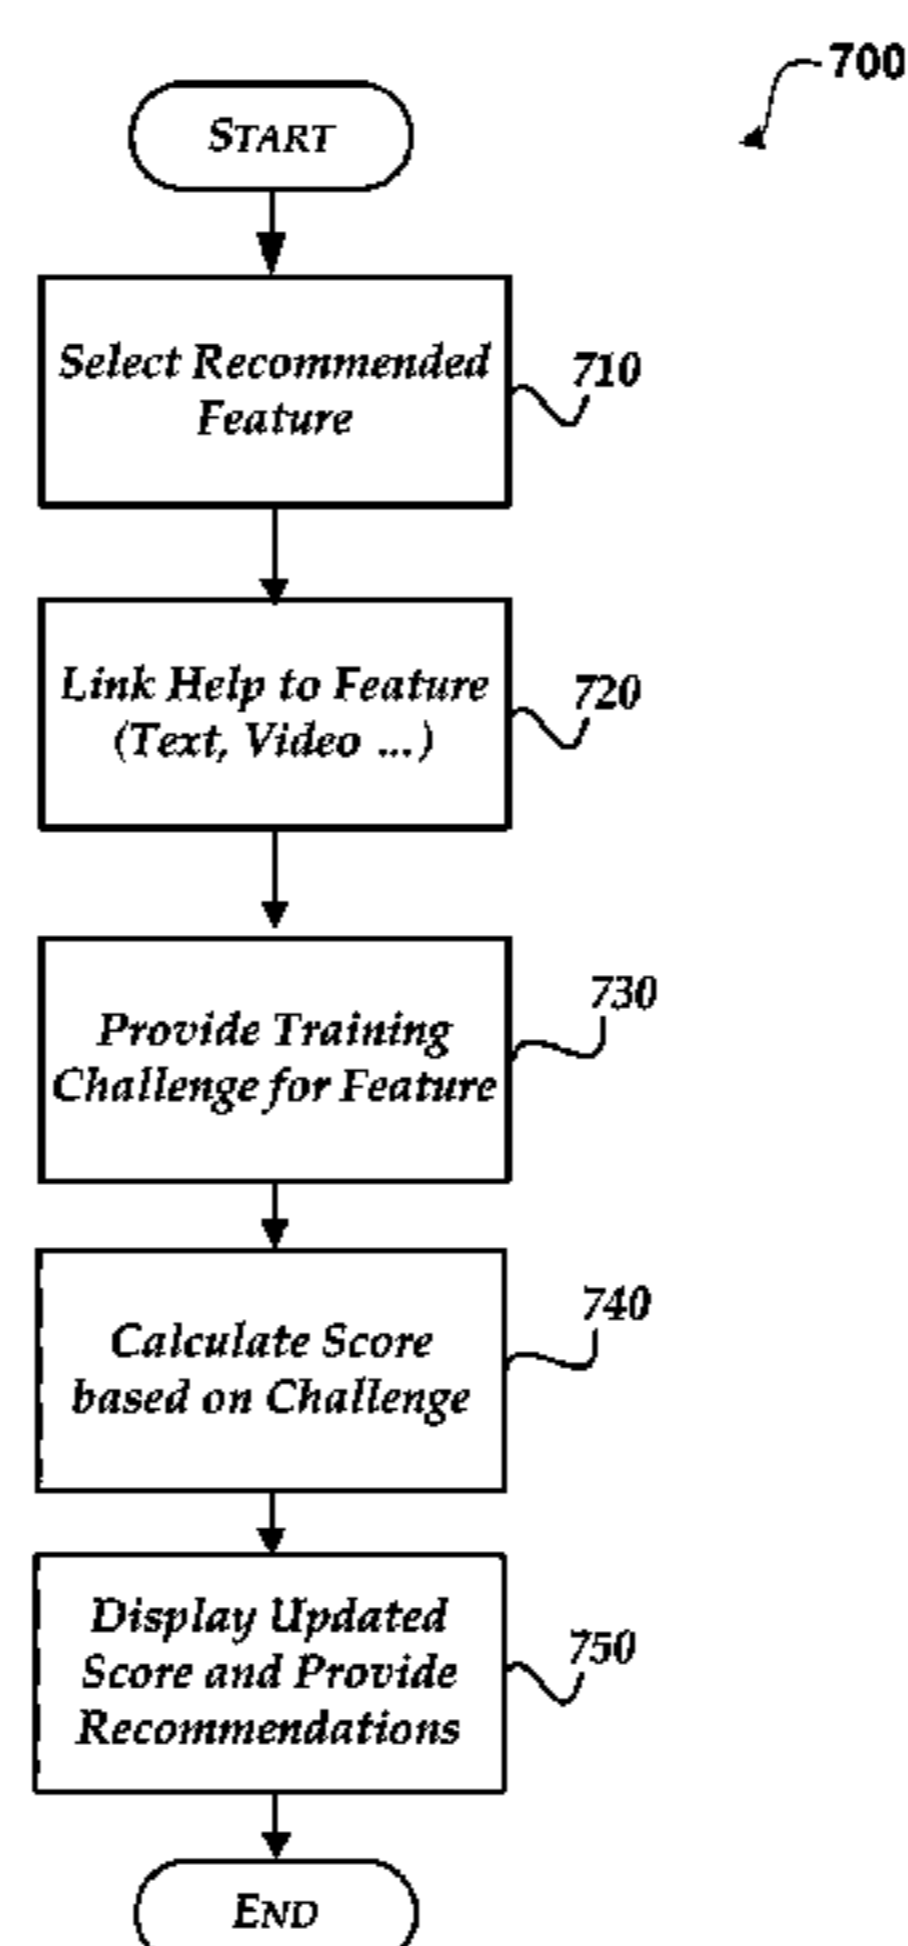 700
START
Select Recommended
Feature
710
Link Help to Feature
(Text, Video ...)
720
Provide Training
Challenge for Feature
730
Calculate Score
based on Challenge
740
Display Updated
Score and Provide
Recommendations
750
END